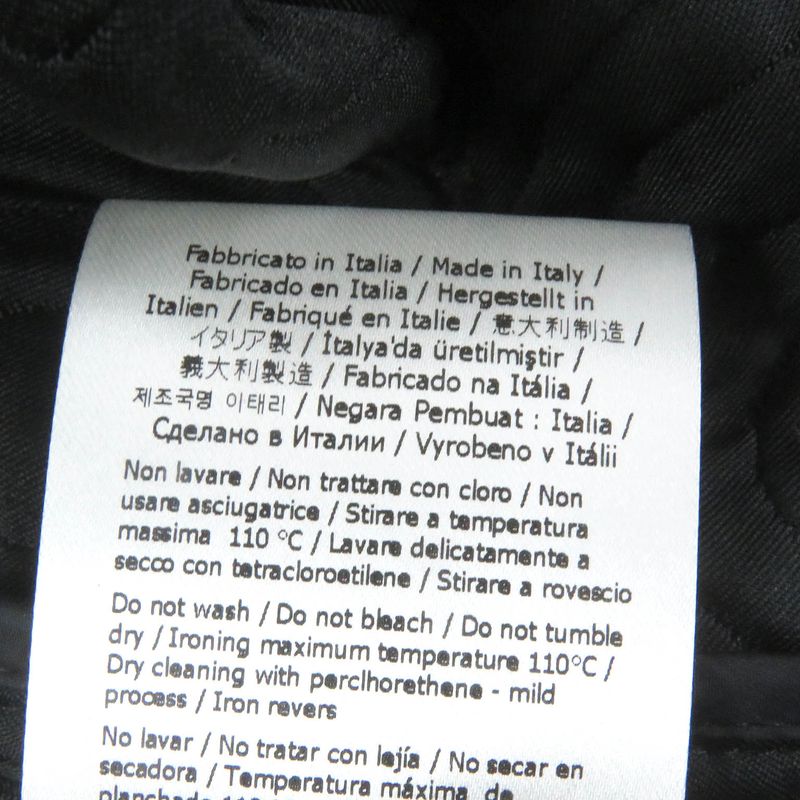 Fabbricato in Italia / Made in Italy /
Fabricado en Italia / Hergestellt in
Italien / Fabriqué en Italie / 意大利制造 /
イタリア製 / İtalya'da üretilmiştir /
義大利製造 / Fabricado na Itália /
제조국명 이태리 / Negara Pembuat : Italia /
Сделано в Италии / Vyrobeno v Itálii
Non lavare / Non trattare con cloro / Non
usare asciugatrice / Stirare a temperatura
massima 110 °C / Lavare delicatamente a
secco con tetracloroetilene / Stirare a rovescio
Do not wash / Do not bleach / Do not tumble
dry / Ironing maximum temperature 110°C /
Dry cleaning with perclhorethene - mild
process / Iron revers
No lavar / No tratar con lejía / No secar en
secadora / Temperatura máxima de
planchado